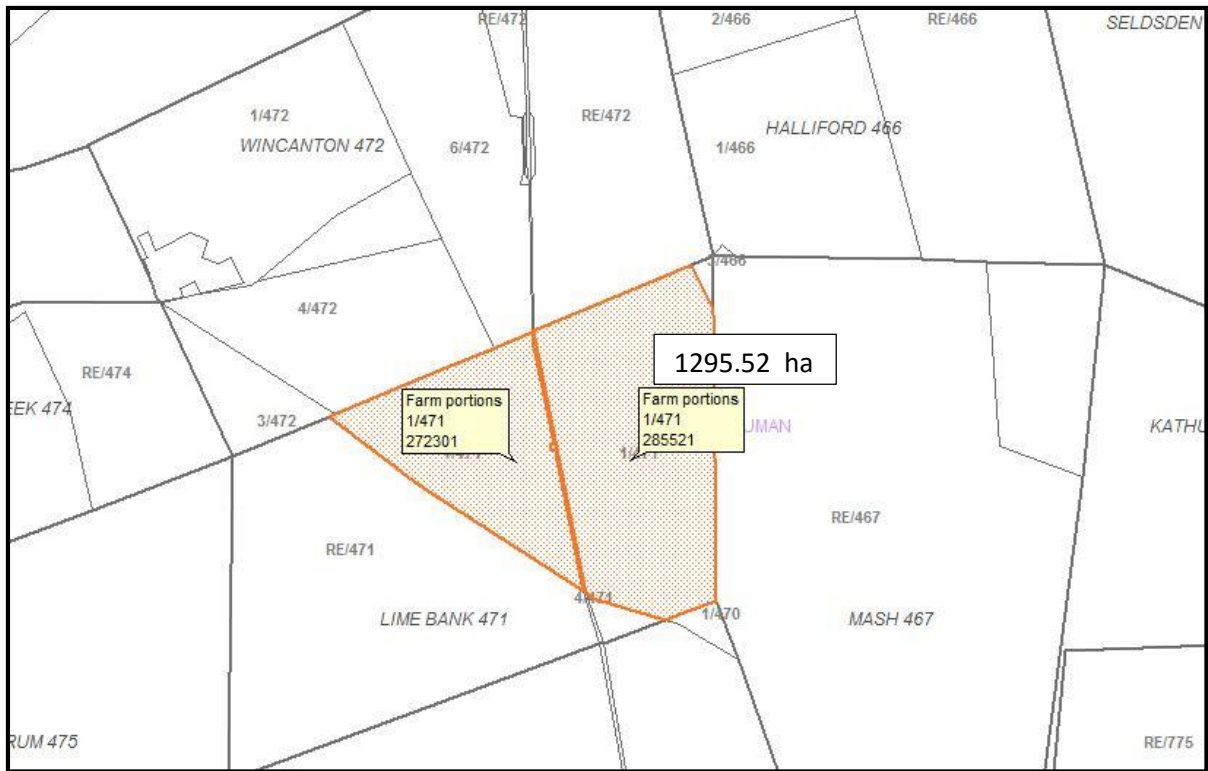 RE/472
2/466
RE/466
SELDSDEN
1/472
WINCANTON 472
6/472
RE/472
HALLIFORD 466
1/466
3/466
4/472
1295.52 ha
RE/474
EEK 474
3/472
Farm portions
1/471
272301
Farm portions
1/471
285521
UMAN
KATHU
RE/467
RE/471
4/471
LIME BANK 471
1/470
MASH 467
RUM 475
RE/775